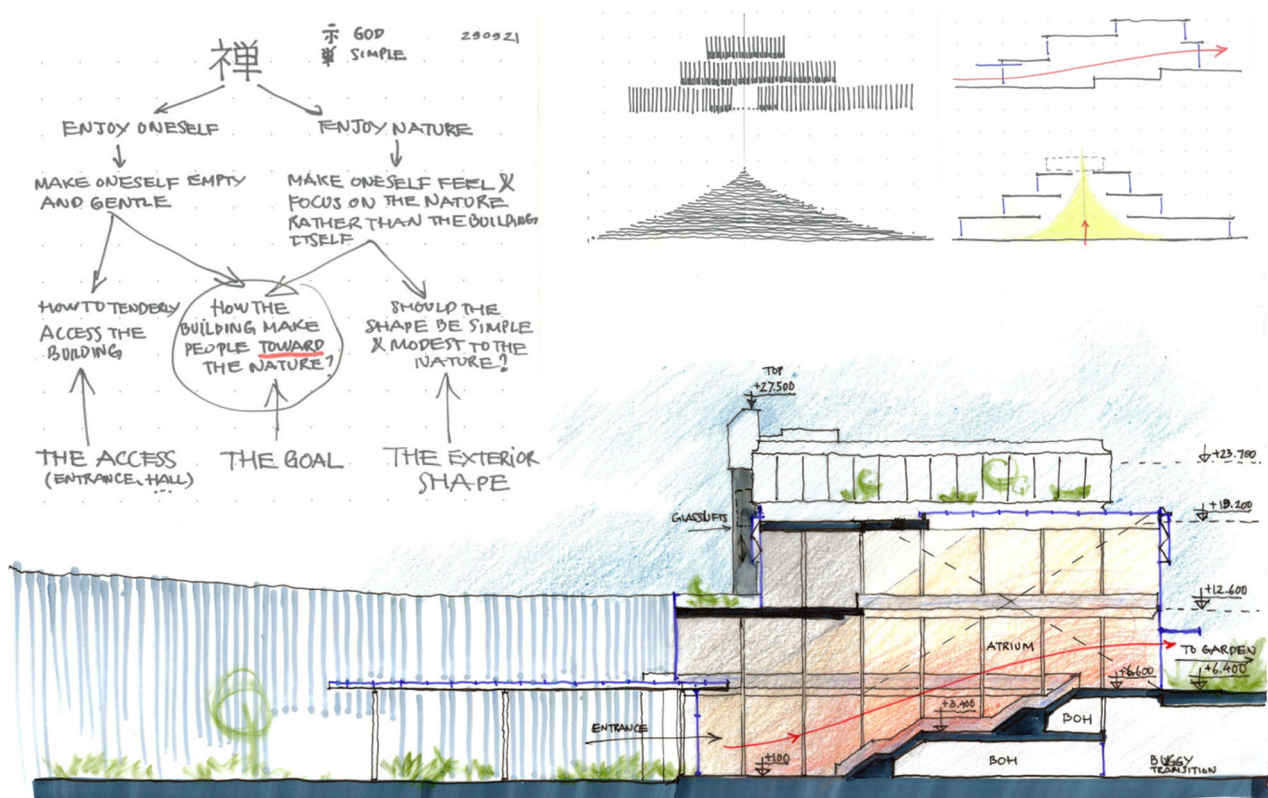 禅
示 GOD
単 SIMPLE
290921
ENJOY ONESELF
ENJOY NATURE
MAKE ONESELF EMPTY
AND GENTLE
MAKE ONESELF FEEL &
FOCUS ON THE NATURE
RATHER THAN THE BUILDING
ITSELF
HOW TO TENDERLY
ACCESS THE
BUILDING
HOW THE
BUILDING MAKE
PEOPLE TOWARD
THE NATURE?
SHOULD THE
SHAPE BE SIMPLE
& MODEST TO THE
NATURE?
THE ACCESS
(ENTRANCE, HALL)
THE GOAL
THE EXTERIOR
SHAPE
TOP
+27.500
+23.700
GLASS LIFTS
+19.200
+12.600
ATRIUM
TO GARDEN
+6.600
+6.400
ENTRANCE
+3.400
BOH
+100
BOH
BUGGY
TRANSITION